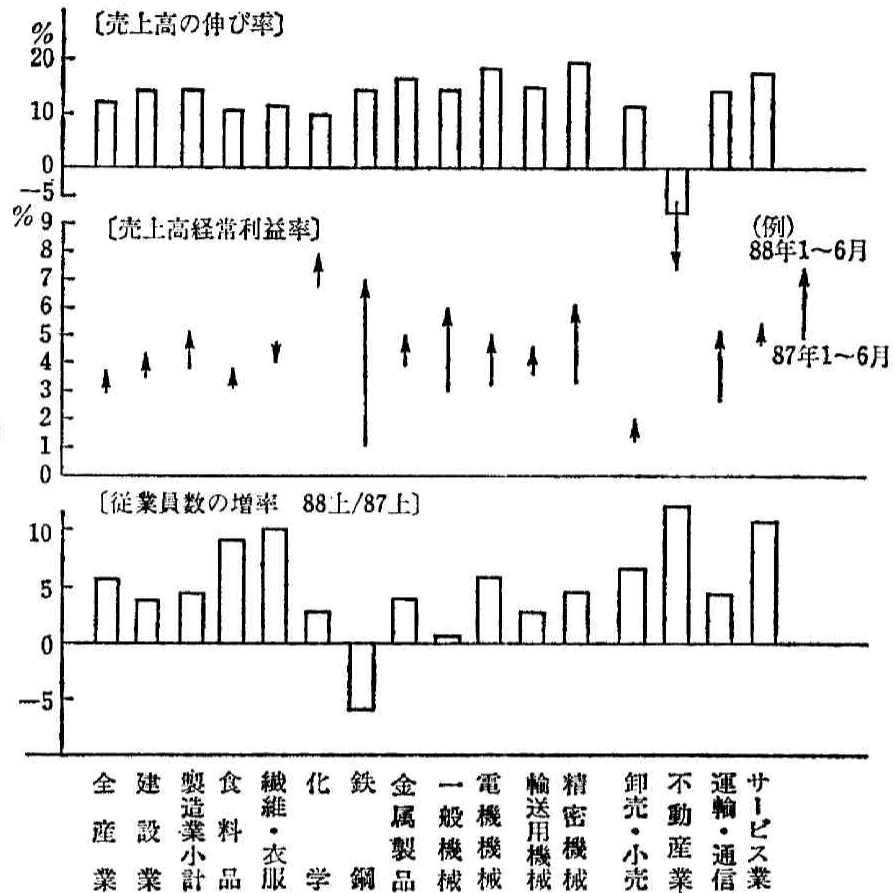 〔売上高の伸び率〕
%
20
10
0
—5
〔売上高経常利益率〕
%
9
8
7
6
5
4
3
2
1
0
(例)
88年1〜6月
87年1〜6月
〔従業員数の増率 88上/87上〕
10
5
0
—5
全産業
建設業
製造業小計
食料品
繊維・衣服
化学
鉄鋼
金属製品
一般機械
電機機械
輸送用機械
精密機械
卸売・小売
不動産業
運輸・通信
サービス業